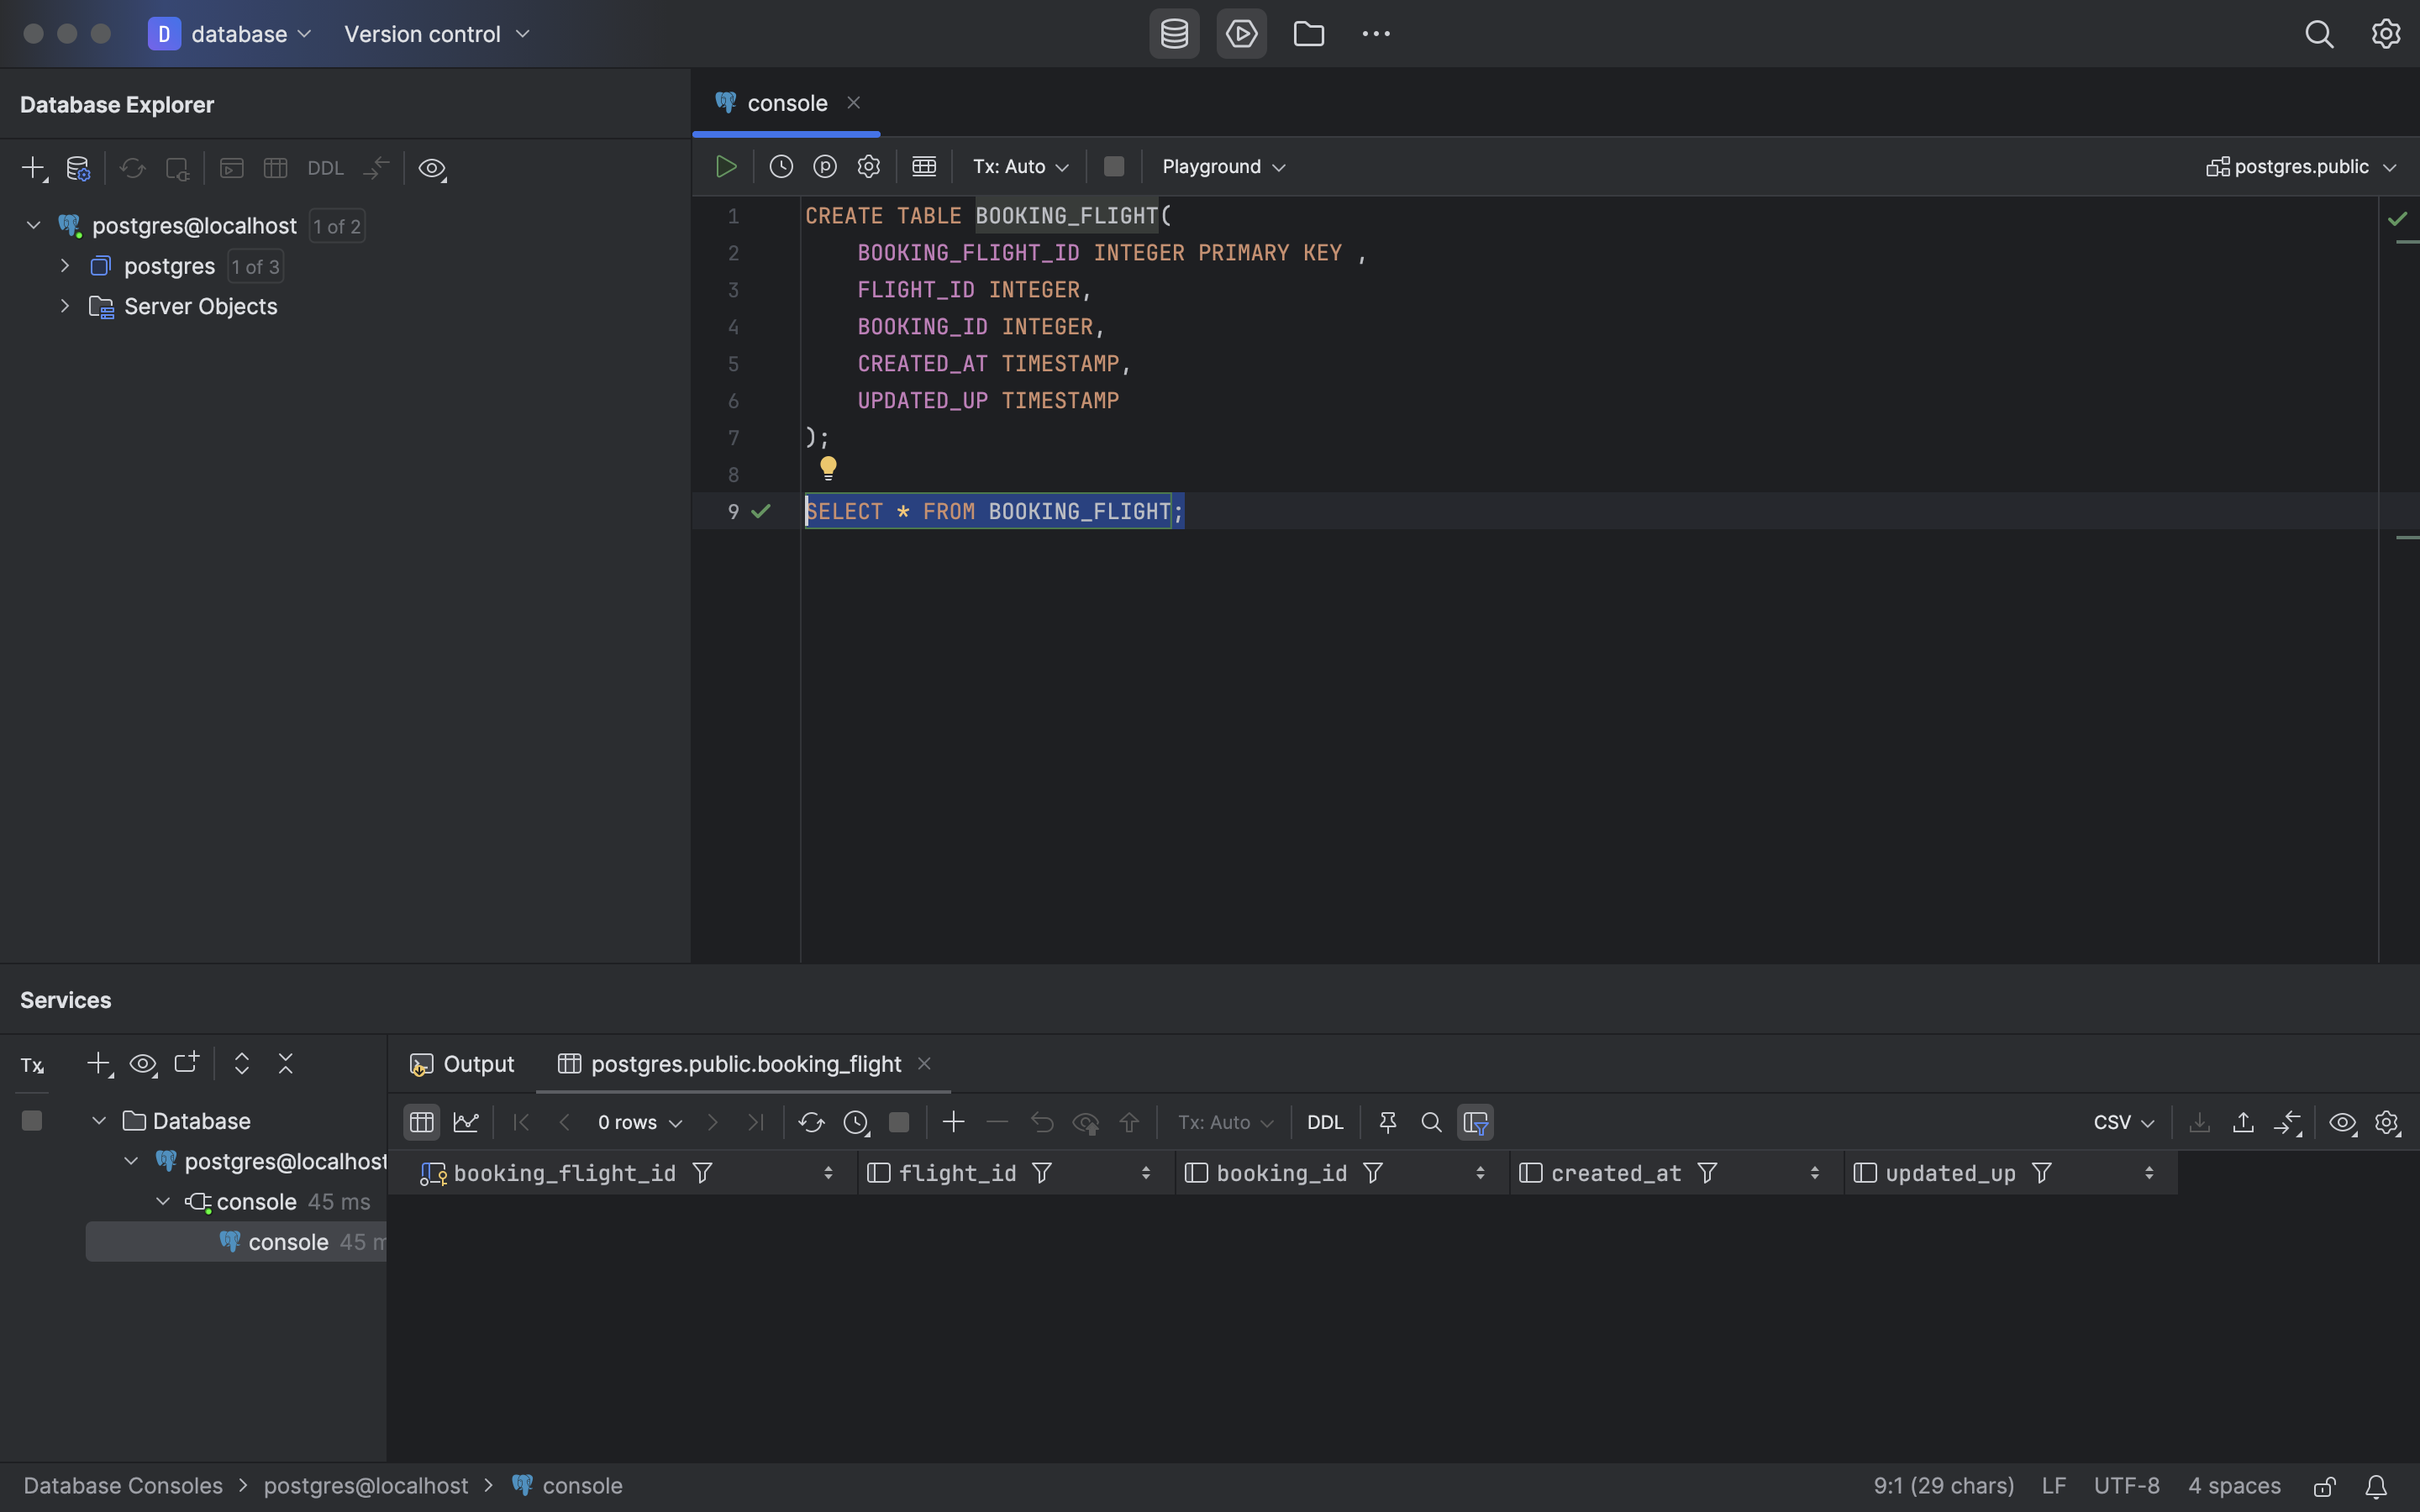 D database Version control
Database Explorer
console
DDL
Tx: Auto Playground postgres.public
postgres@localhost 1 of 2
postgres 1 of 3
Server Objects
1 CREATE TABLE BOOKING_FLIGHT(
2 BOOKING_FLIGHT_ID INTEGER PRIMARY KEY ,
3 FLIGHT_ID INTEGER,
4 BOOKING_ID INTEGER,
5 CREATED_AT TIMESTAMP,
6 UPDATED_UP TIMESTAMP
7 );
8
9 SELECT * FROM BOOKING_FLIGHT;
Services
Tx
Output postgres.public.booking_flight
Database
postgres@localhost
console 45 ms
console 45 m
0 rows Tx: Auto DDL CSV
booking_flight_id flight_id booking_id created_at updated_up
Database Consoles > postgres@localhost > console
9:1 (29 chars) LF UTF-8 4 spaces